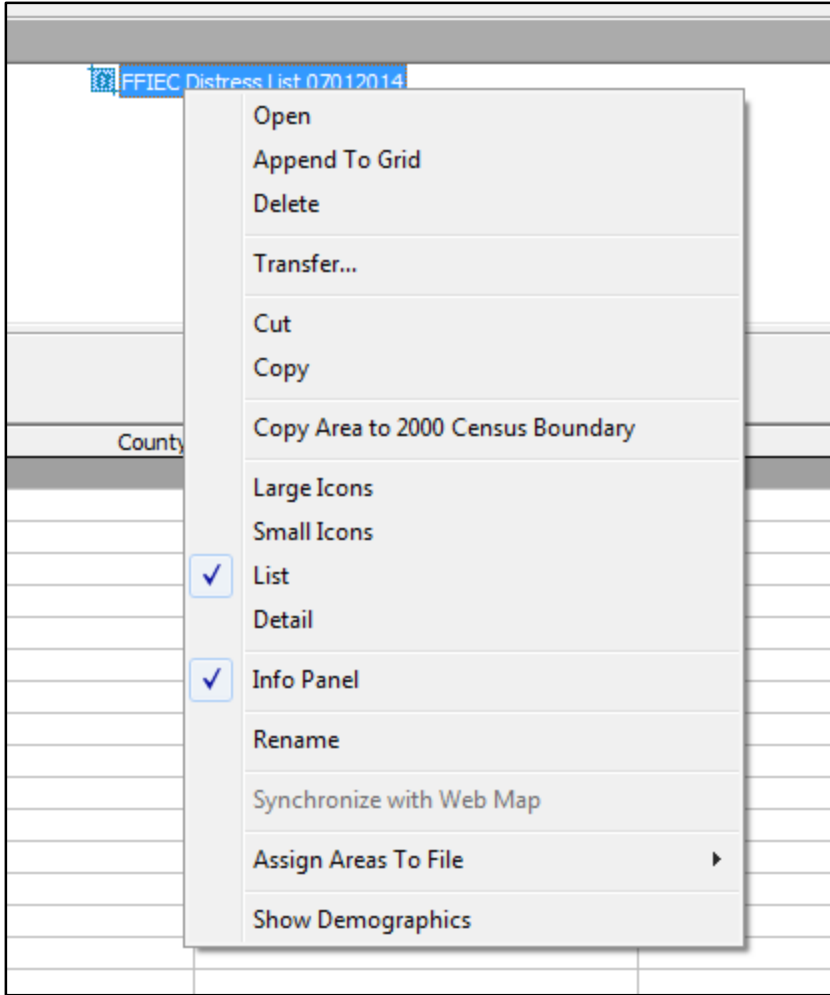 FFIEC Distress List 07012014
Open
Append To Grid
Delete
Transfer...
Cut
Copy
Copy Area to 2000 Census Boundary
County
Large Icons
Small Icons
List
Detail
Info Panel
Rename
Synchronize with Web Map
Assign Areas To File
Show Demographics